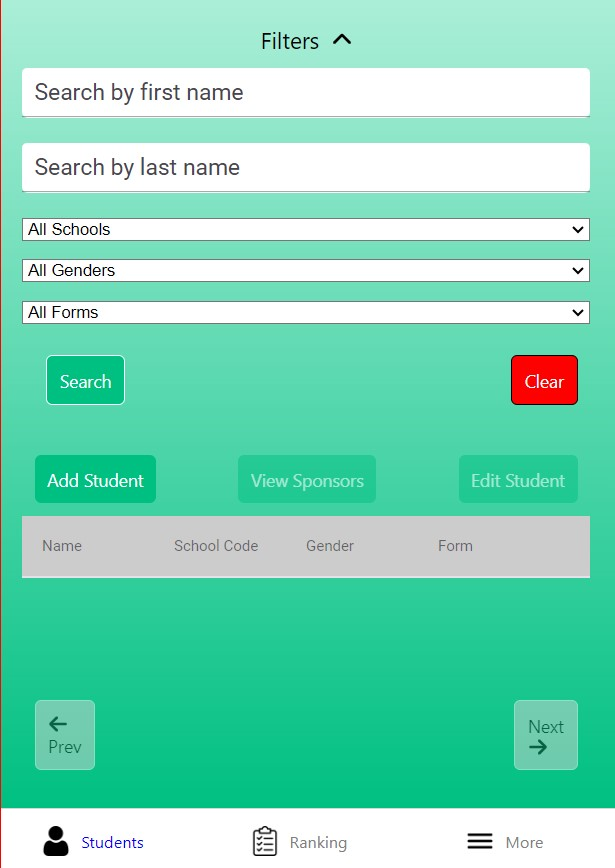 Filters
Search by first name
Search by last name
All Schools
All Genders
All Forms
Search Clear
Add Student View Sponsors Edit Student
Name School Code Gender Form
Prev Next
Students Ranking More